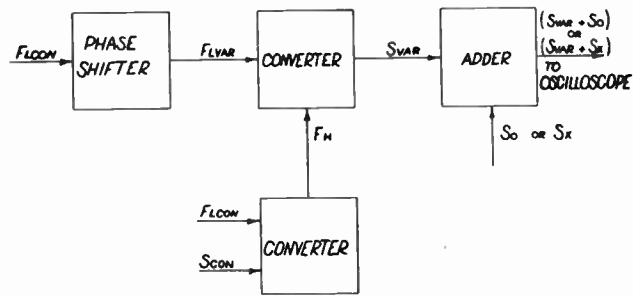 (SVAR + SO)
OR
(SVAR + SX)
TO
OSCILLOSCOPE
FLCON
PHASE
SHIFTER
FLVAR
CONVERTER
SVAR
ADDER
FH
SO OR SX
FLCON
SCON
CONVERTER